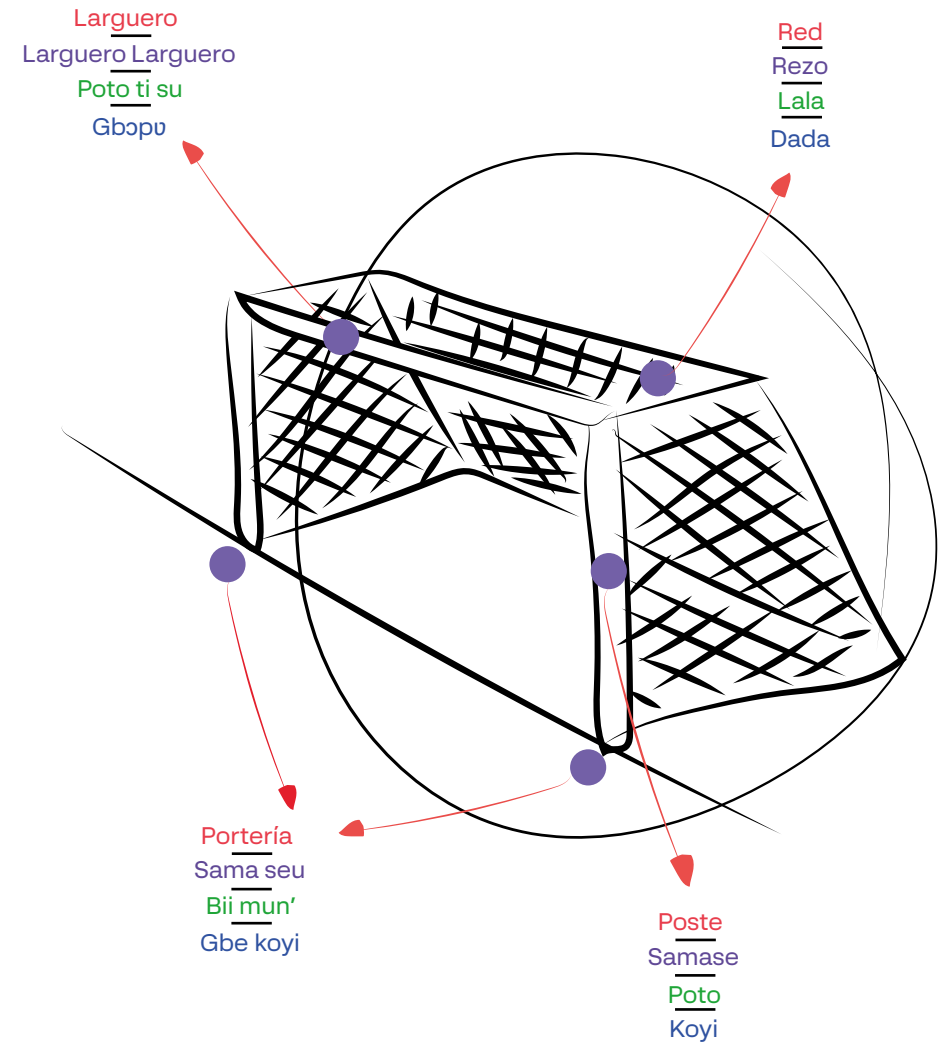 Larguero
Larguero Larguero
Poto ti su
Gbɔpʋ
Red
Rezo
Lala
Dada
Portería
Sama seu
Bii mun’
Gbe koyi
Poste
Samase
Poto
Koyi